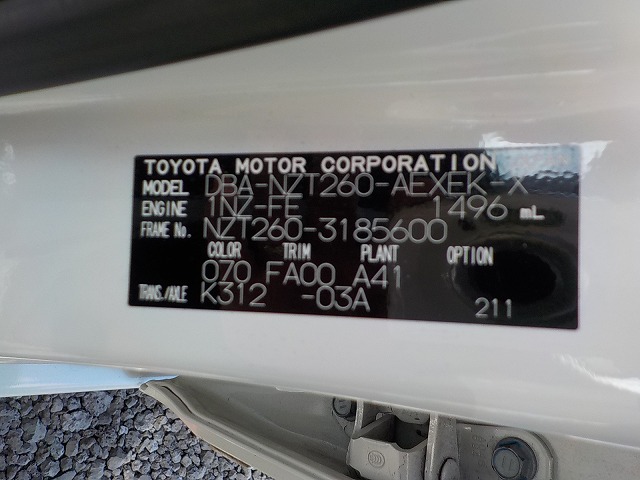 TOYOTA MOTOR CORPORATION
MODEL DBA-NZT260-AEXEK-X
ENGINE 1NZ-FE 1496 mL
FRAME No. NZT260-3185600
COLOR TRIM PLANT OPTION
070 FA00 A41
TRANS./AXLE K312 -03A 211